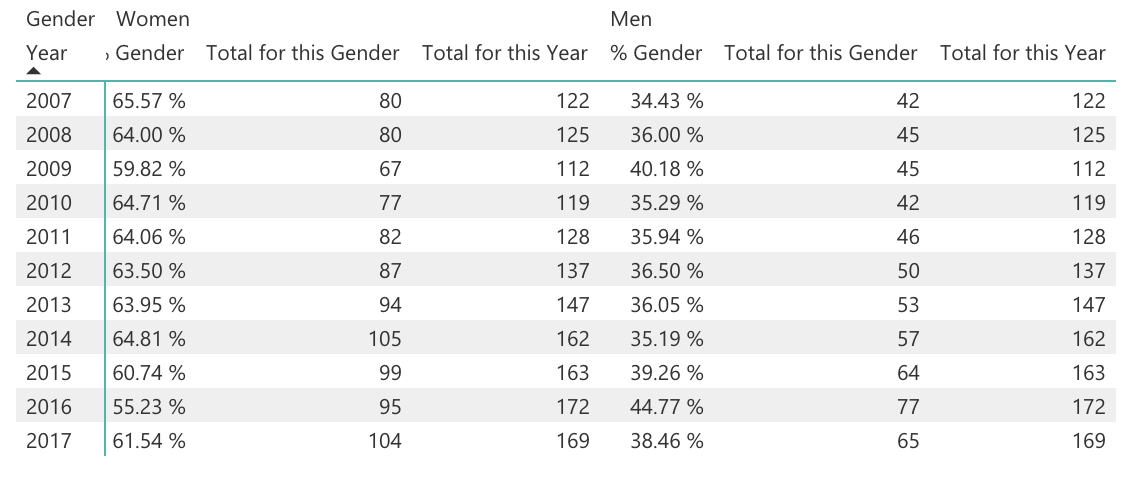 Gender Women Men
Year Gender Total for this Gender Total for this Year % Gender Total for this Gender Total for this Year
2007 65.57 % 80 122 34.43 % 42 122
2008 64.00 % 80 125 36.00 % 45 125
2009 59.82 % 67 112 40.18 % 45 112
2010 64.71 % 77 119 35.29 % 42 119
2011 64.06 % 82 128 35.94 % 46 128
2012 63.50 % 87 137 36.50 % 50 137
2013 63.95 % 94 147 36.05 % 53 147
2014 64.81 % 105 162 35.19 % 57 162
2015 60.74 % 99 163 39.26 % 64 163
2016 55.23 % 95 172 44.77 % 77 172
2017 61.54 % 104 169 38.46 % 65 169